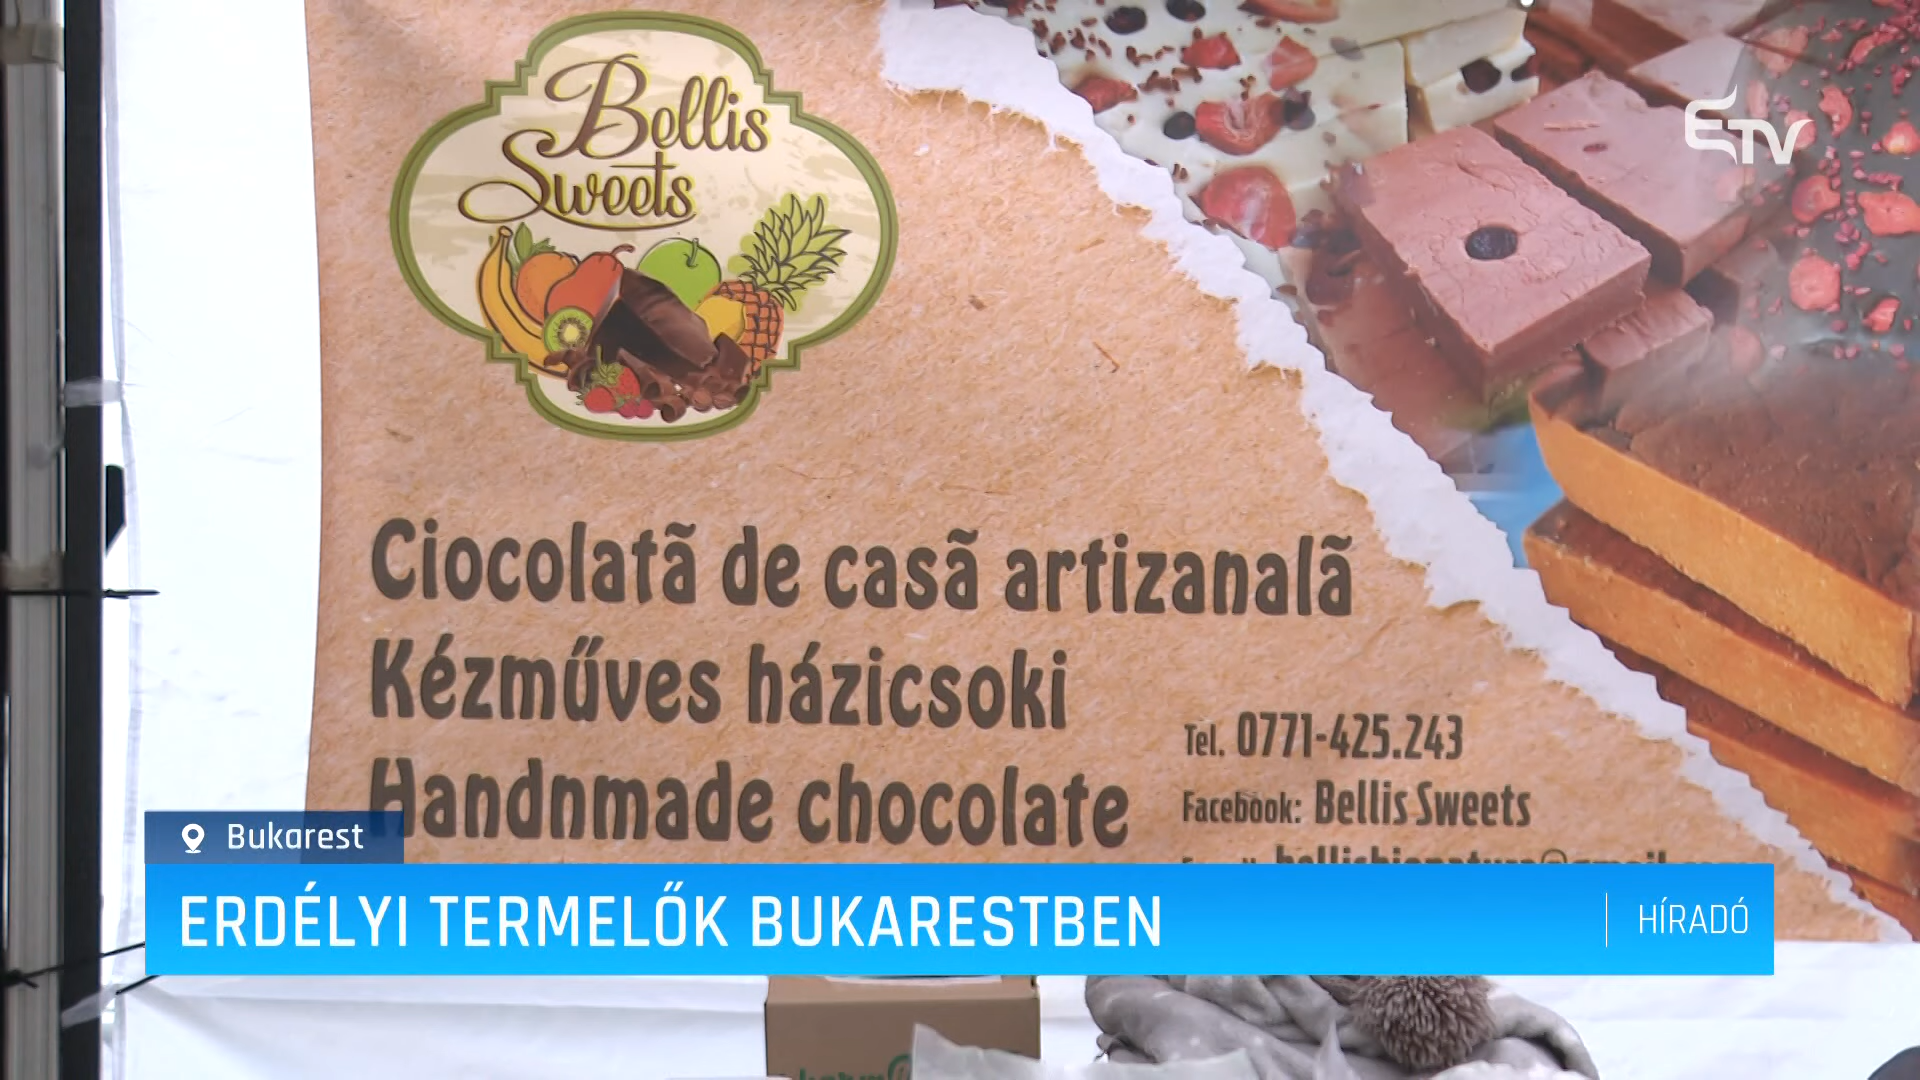 Bellis
Sweets
ETV
Ciocolată de casă artizanală
Kézműves házicsoki
Handnmade chocolate
Tel. 0771-425.243
Facebook: Bellis Sweets
Bukarest
ERDÉLYI TERMELŐK BUKARESTBEN
HÍRADÓ